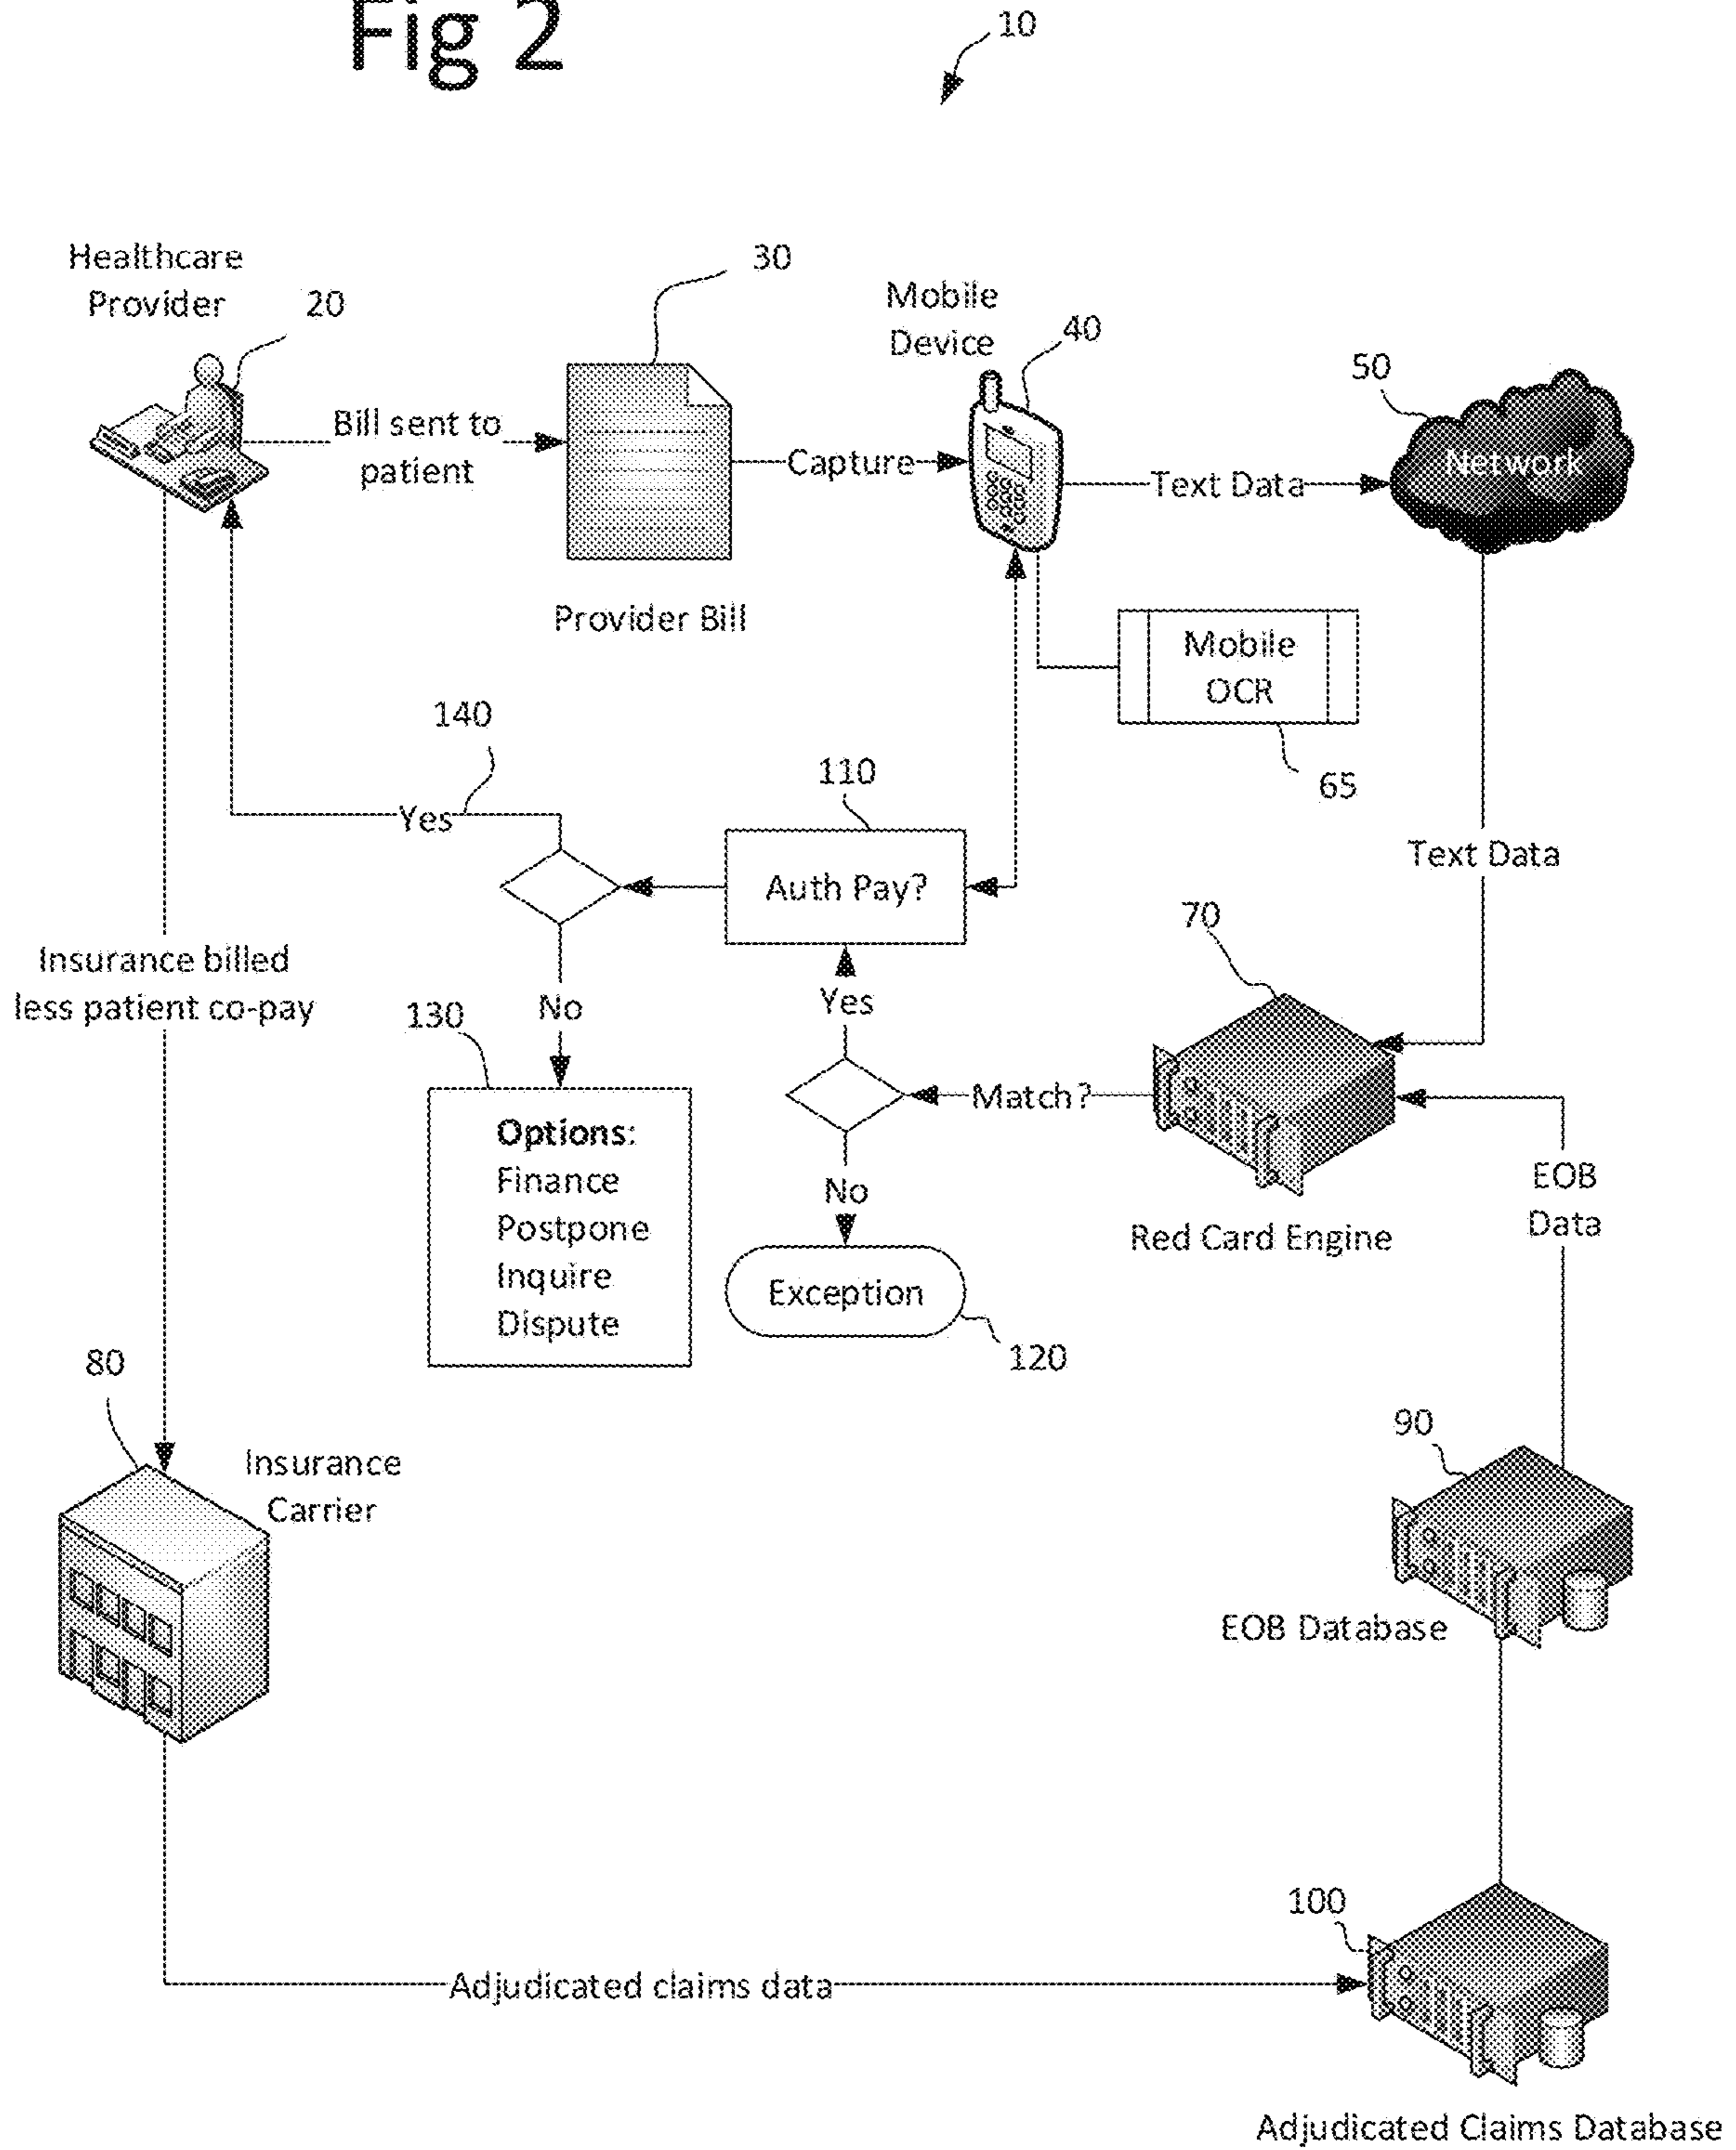 Fig 2
10
Healthcare
Provider
20
30
Mobile
Device
40
50
Bill sent to
patient
Capture
Text Data
Network
Provider Bill
Mobile
OCR
65
140
110
Yes
Auth Pay?
Text Data
70
Insurance billed
less patient co-pay
130
No
Yes
Match?
Options:
Finance
Postpone
Inquire
Dispute
No
Exception
120
Red Card Engine
EOB
Data
80
Insurance
Carrier
90
EOB Database
100
Adjudicated claims data
Adjudicated Claims Database